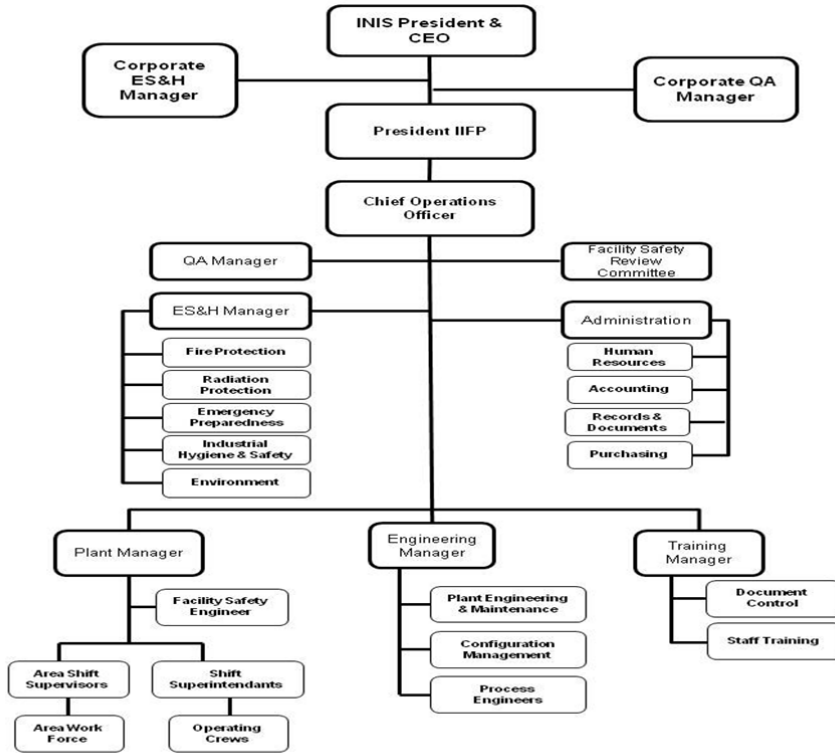 INIS President &
CEO
Corporate
ES&H
Manager
Corporate QA
Manager
President IIFP
Chief Operations
Officer
QA Manager
Facility Safety
Review
Committee
ES&H Manager
Administration
Fire Protection
Human
Resources
Radiation
Protection
Accounting
Emergency
Preparedness
Records &
Documents
Industrial
Hygiene & Safety
Purchasing
Environment
Plant Manager
Engineering
Manager
Training
Manager
Facility Safety
Engineer
Plant Engineering
& Maintenance
Document
Control
Configuration
Management
Staff Training
Area Shift
Supervisors
Shift
Superintendants
Process
Engineers
Area Work
Force
Operating
Crews